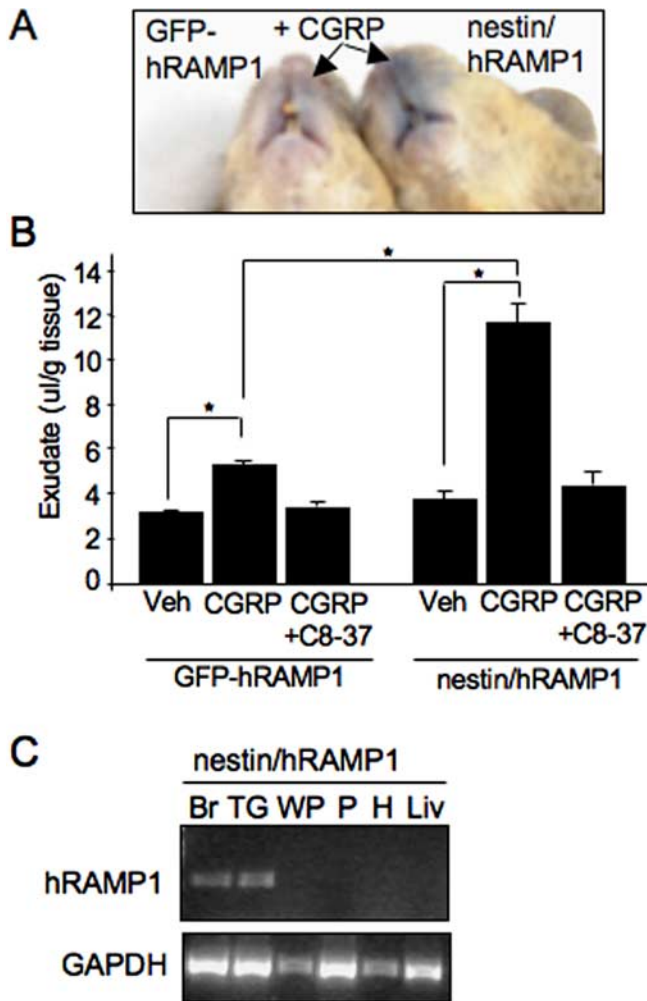 A
GFP-hRAMP1
+ CGRP
nestin/hRAMP1
B
Exudate (ul/g tissue)
14
12
10
8
6
4
2
0
*
*
*
Veh
CGRP
CGRP
+C8-37
Veh
CGRP
CGRP
+C8-37
GFP-hRAMP1
nestin/hRAMP1
C
nestin/hRAMP1
Br TG WP P H Liv
hRAMP1
GAPDH